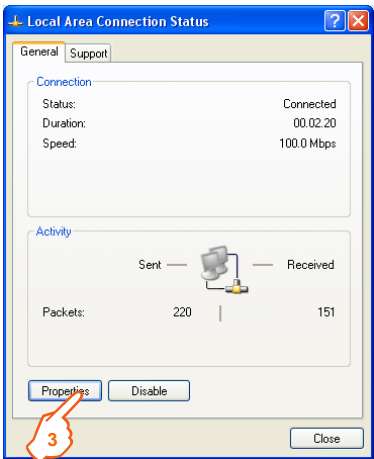 Local Area Connection Status
General Support
Connection
Status: Connected
Duration: 00.02.20
Speed: 100.0 Mbps
Activity
Sent Received
Packets: 220 151
Properties Disable
3
Close